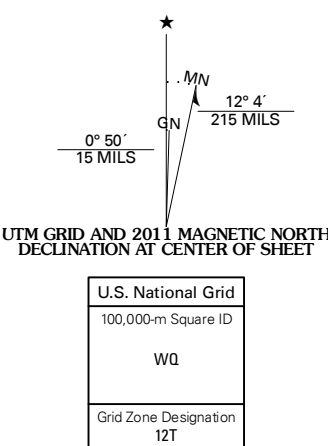 MN
GN
12° 4´
215 MILS
0° 50´
15 MILS
UTM GRID AND 2011 MAGNETIC NORTH
DECLINATION AT CENTER OF SHEET
U.S. National Grid
100,000-m Square ID
WQ
Grid Zone Designation
12T